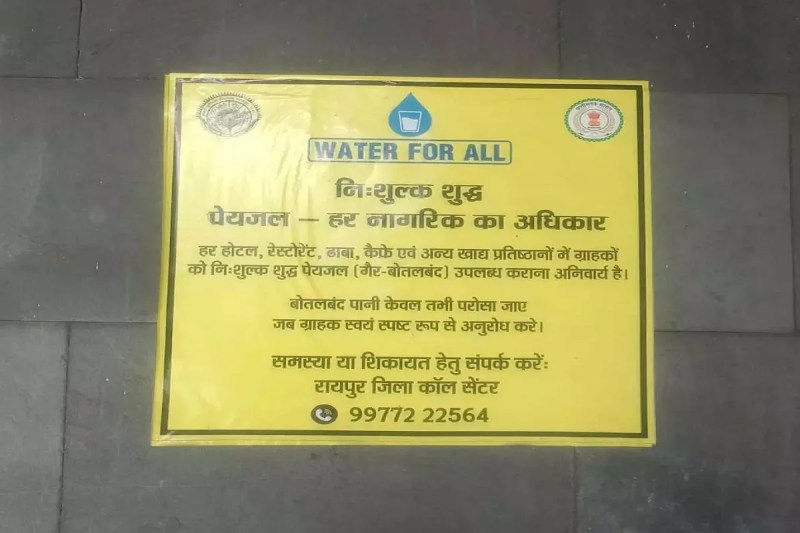 WATER FOR ALL
निःशुल्क शुद्ध
पेयजल – हर नागरिक का अधिकार
हर होटल, रेस्टोरेंट, ढाबा, कैफे एवं अन्य खाद्य प्रतिष्ठानों में ग्राहकों
को निःशुल्क शुद्ध पेयजल (गैर-बोतलबंद) उपलब्ध कराना अनिवार्य है।
बोतलबंद पानी केवल तभी परोसा जाए
जब ग्राहक स्वयं स्पष्ट रूप से अनुरोध करे।
समस्या या शिकायत हेतु संपर्क करें:
रायपुर जिला कॉल सेंटर
99772 22564